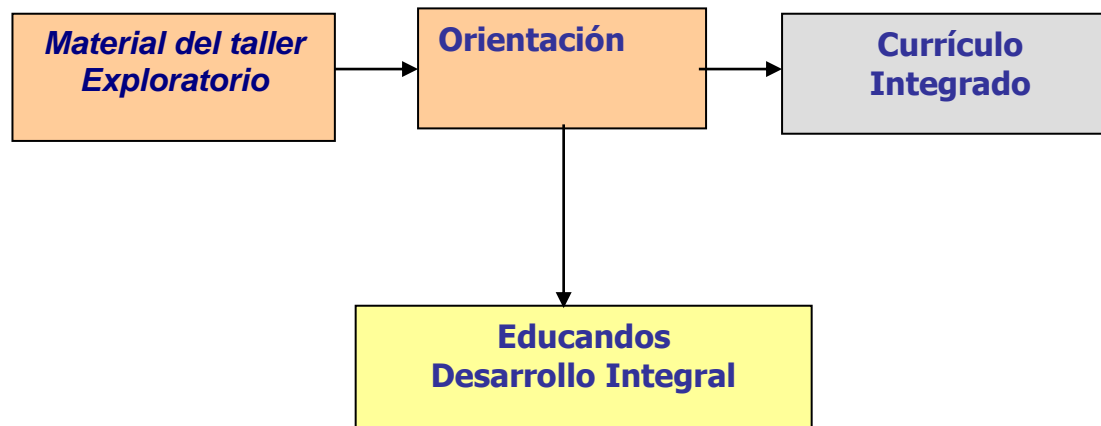 Material del taller
Exploratorio
Orientación
Currículo
Integrado
Educandos
Desarrollo Integral